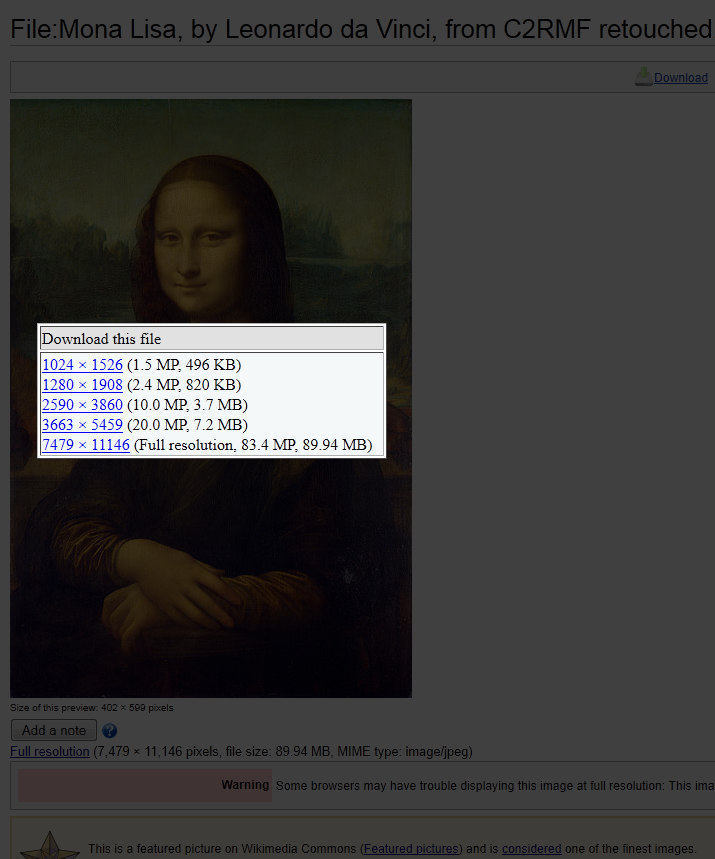 File:Mona Lisa, by Leonardo da Vinci, from C2RMF retouched
Download
Download this file
1024 × 1526 (1.5 MP, 496 KB)
1280 × 1908 (2.4 MP, 820 KB)
2590 × 3860 (10.0 MP, 3.7 MB)
3663 × 5459 (20.0 MP, 7.2 MB)
7479 × 11146 (Full resolution, 83.4 MP, 89.94 MB)
Size of this preview: 402 × 599 pixels
Add a note ?
Full resolution (7,479 × 11,146 pixels, file size: 89.94 MB, MIME type: image/jpeg)
Warning Some browsers may have trouble displaying this image at full resolution: This ima
This is a featured picture on Wikimedia Commons (Featured pictures) and is considered one of the finest images.